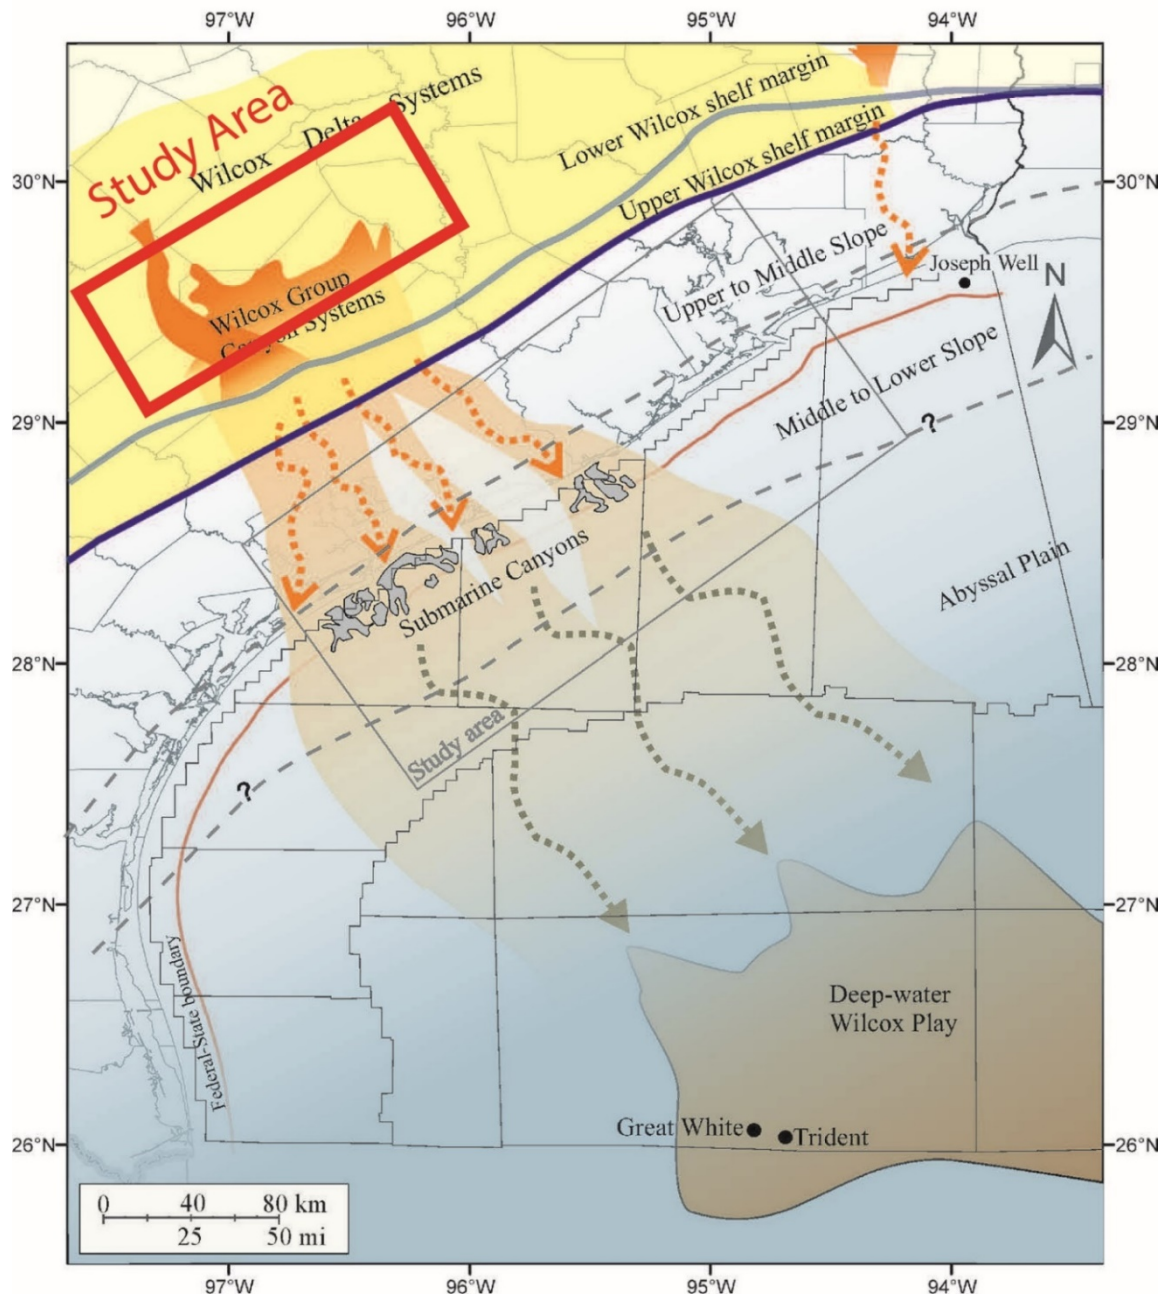 97°W 96°W 95°W 94°W
Study Area
Wilcox Delta Systems
Lower Wilcox shelf margin
Upper Wilcox shelf margin
30°N 30°N
Wilcox Group
Canyon Systems
Upper to Middle Slope
Joseph Well
N
Middle to Lower Slope
29°N 29°N
?
Submarine Canyons
Abyssal Plain
28°N 28°N
Study area
?
27°N 27°N
Deep-water
Wilcox Play
Federal-State boundary
Great White
Trident
26°N 26°N
0 40 80 km
25 50 mi
97°W 96°W 95°W 94°W